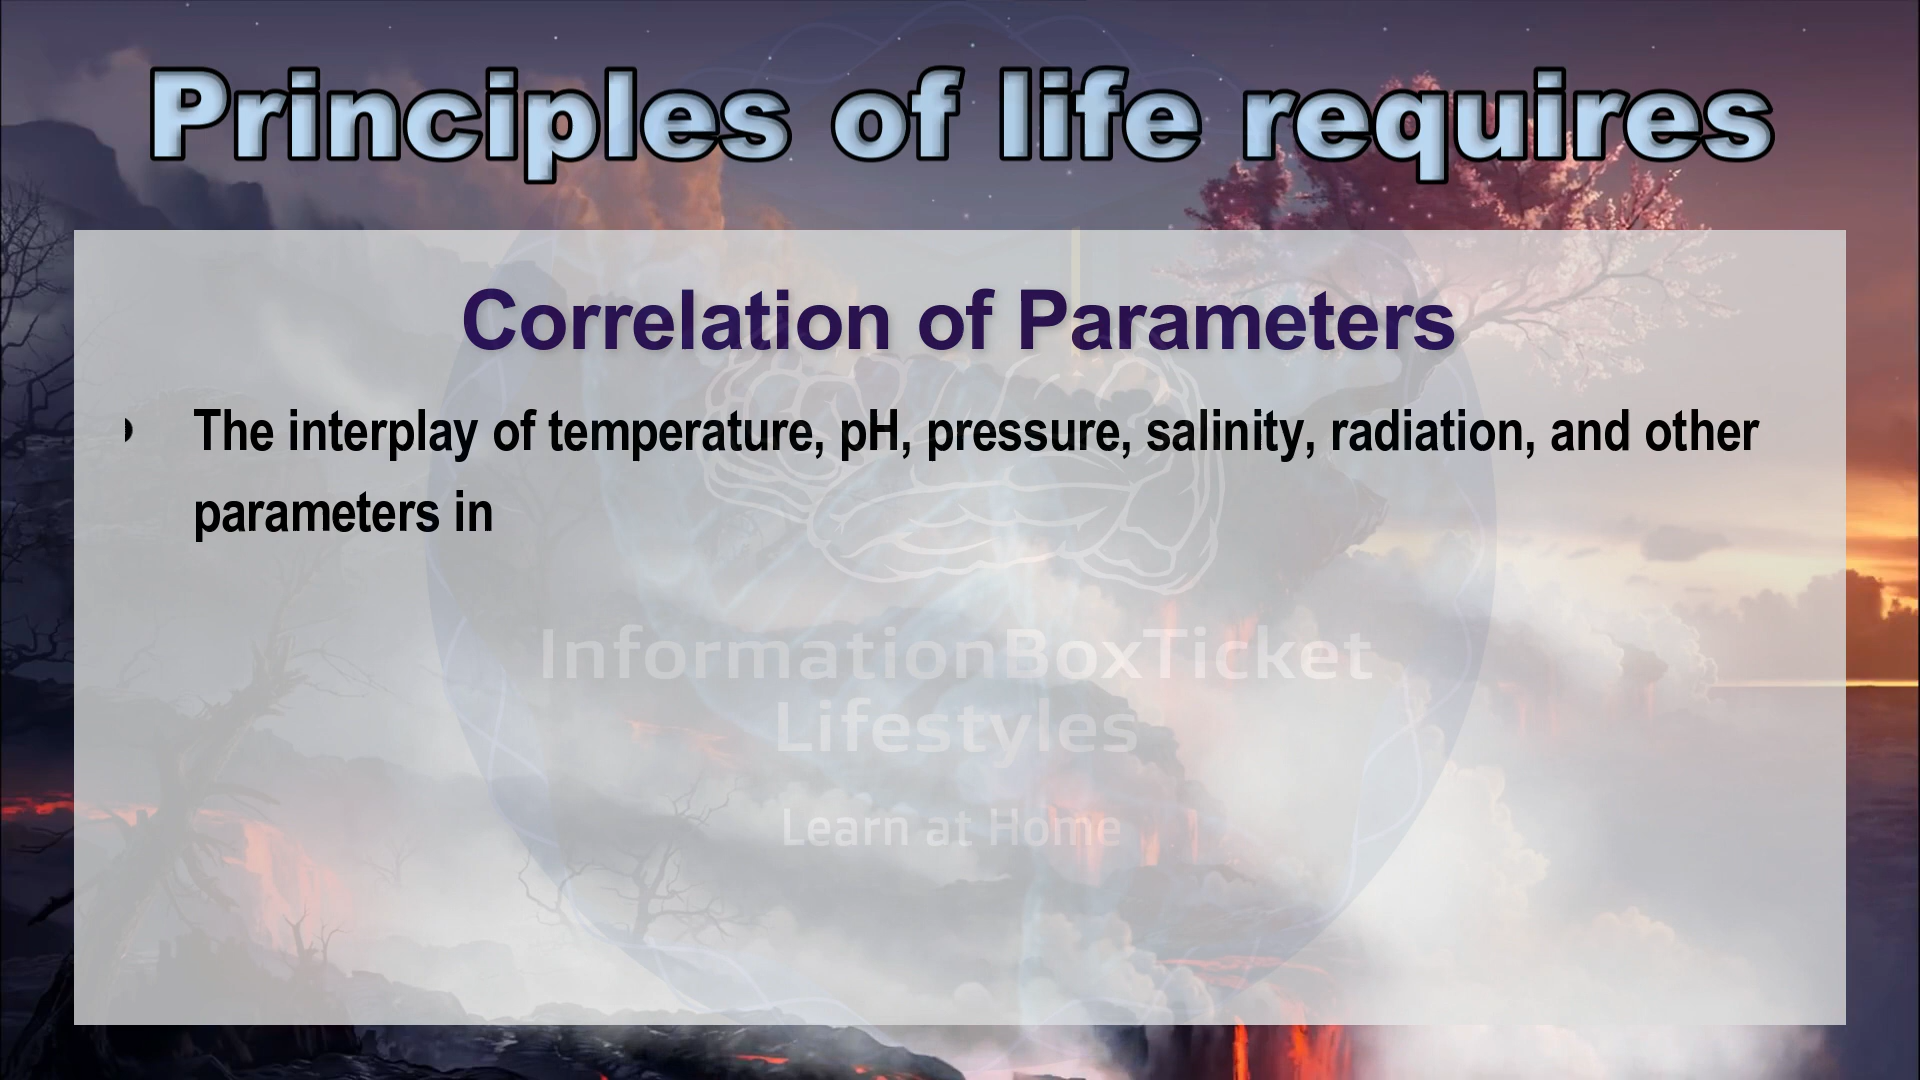 Principles of life requires
Correlation of Parameters
The interplay of temperature, pH, pressure, salinity, radiation, and other
parameters in
InformationBoxTicket
Lifestyles
Learn at Home